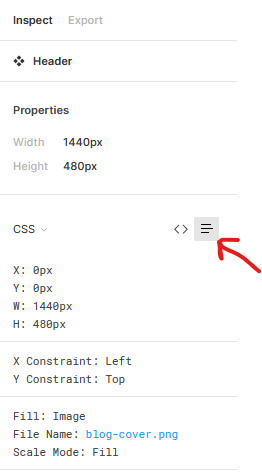 Inspect Export
Header
Properties
Width 1440px
Height 480px
CSS <>
X: 0px
Y: 0px
W: 1440px
H: 480px
X Constraint: Left
Y Constraint: Top
Fill: Image
File Name: blog-cover.png
Scale Mode: Fill